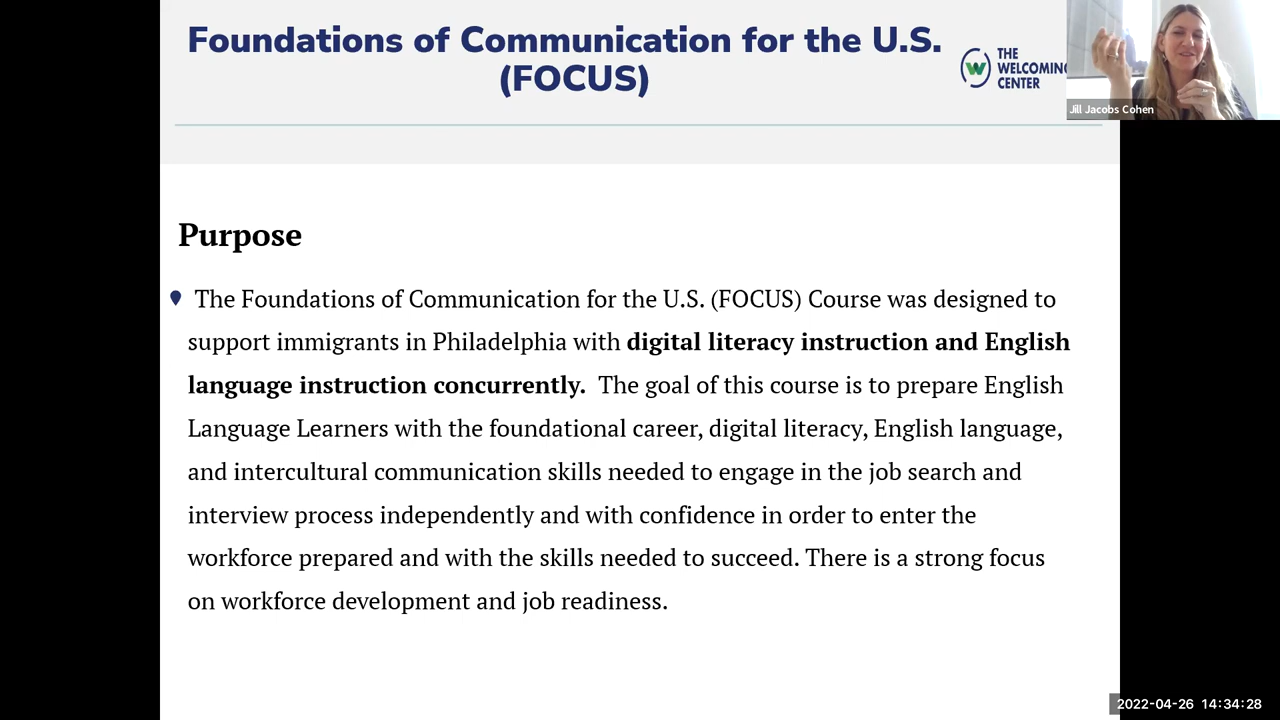 Foundations of Communication for the U.S.
(FOCUS)
THE
WELCOMING
CENTER
Jill Jacobs Cohen
Purpose
The Foundations of Communication for the U.S. (FOCUS) Course was designed to
support immigrants in Philadelphia with digital literacy instruction and English
language instruction concurrently. The goal of this course is to prepare English
Language Learners with the foundational career, digital literacy, English language,
and intercultural communication skills needed to engage in the job search and
interview process independently and with confidence in order to enter the
workforce prepared and with the skills needed to succeed. There is a strong focus
on workforce development and job readiness.
2022-04-26 14:34:28